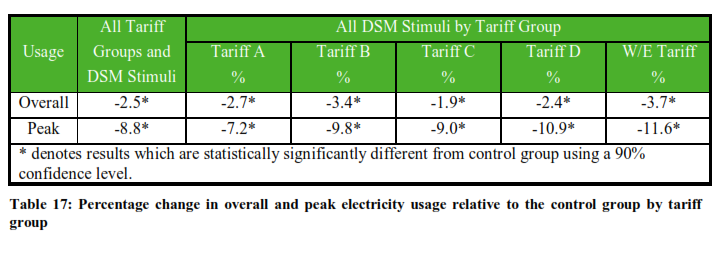 Usage All Tariff Groups and DSM Stimuli All DSM Stimuli by Tariff Group
Tariff A % Tariff B % Tariff C % Tariff D % W/E Tariff %
Overall -2.5* -2.7* -3.4* -1.9* -2.4* -3.7*
Peak -8.8* -7.2* -9.8* -9.0* -10.9* -11.6*
* denotes results which are statistically significantly different from control group using a 90%
confidence level.
Table 17: Percentage change in overall and peak electricity usage relative to the control group by tariff
group